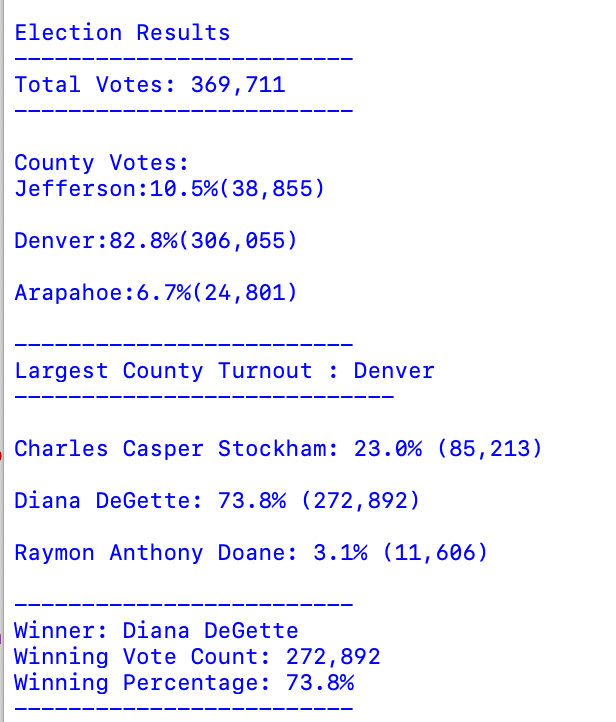 Election Results
-------------------------
Total Votes: 369,711
-------------------------
County Votes:
Jefferson:10.5%(38,855)
Denver:82.8%(306,055)
Arapahoe:6.7%(24,801)
-------------------------
Largest County Turnout : Denver
----------------------------
Charles Casper Stockham: 23.0% (85,213)
Diana DeGette: 73.8% (272,892)
Raymon Anthony Doane: 3.1% (11,606)
-------------------------
Winner: Diana DeGette
Winning Vote Count: 272,892
Winning Percentage: 73.8%
-------------------------